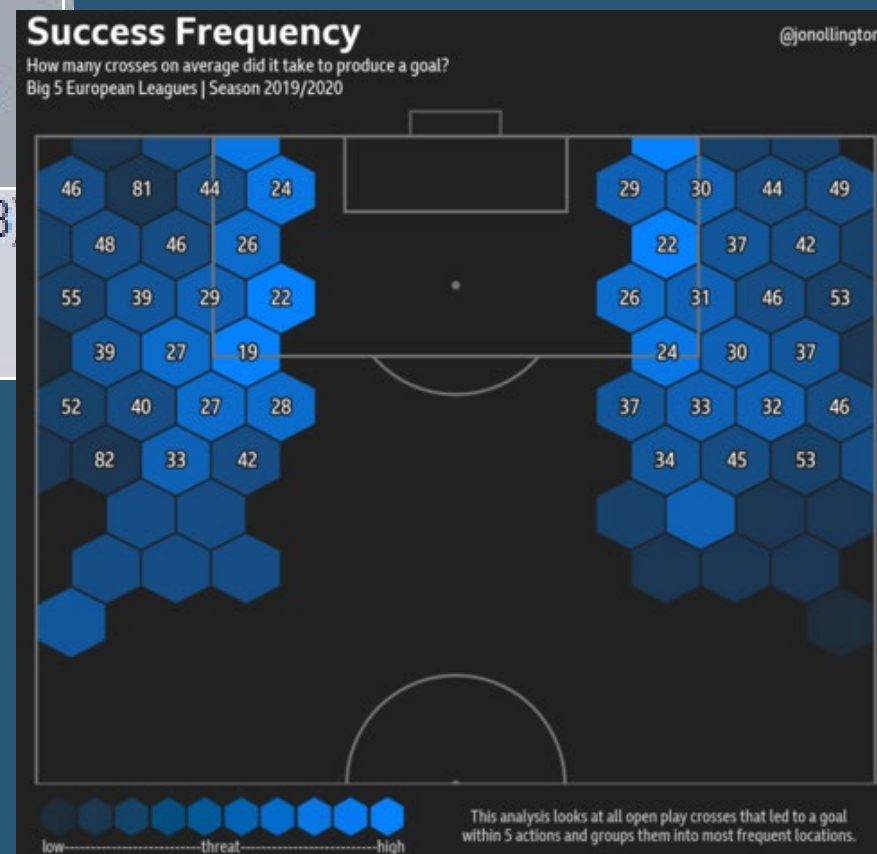 Success Frequency
@jonollington
How many crosses on average did it take to produce a goal?
Big 5 European Leagues | Season 2019/2020
46 81 44 24 29 30 44 49
3)
48 46 26 22 37 42
55 39 29 22 26 31 46 53
39 27 19 24 30 37
52 40 27 28 37 33 32 46
82 33 42 34 45 53
This analysis looks at all open play crosses that led to a goal
within 5 actions and groups them into most frequent locations.
low---------------------------threat---------------------------high